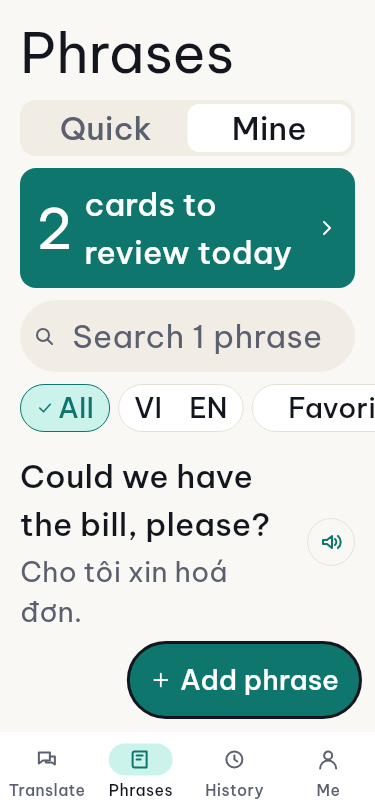 Phrases
Quick Mine
2 cards to
review today
Search 1 phrase
All VI EN Favori
Could we have
the bill, please?
Cho tôi xin hoá
đơn.
+ Add phrase
Translate Phrases History Me